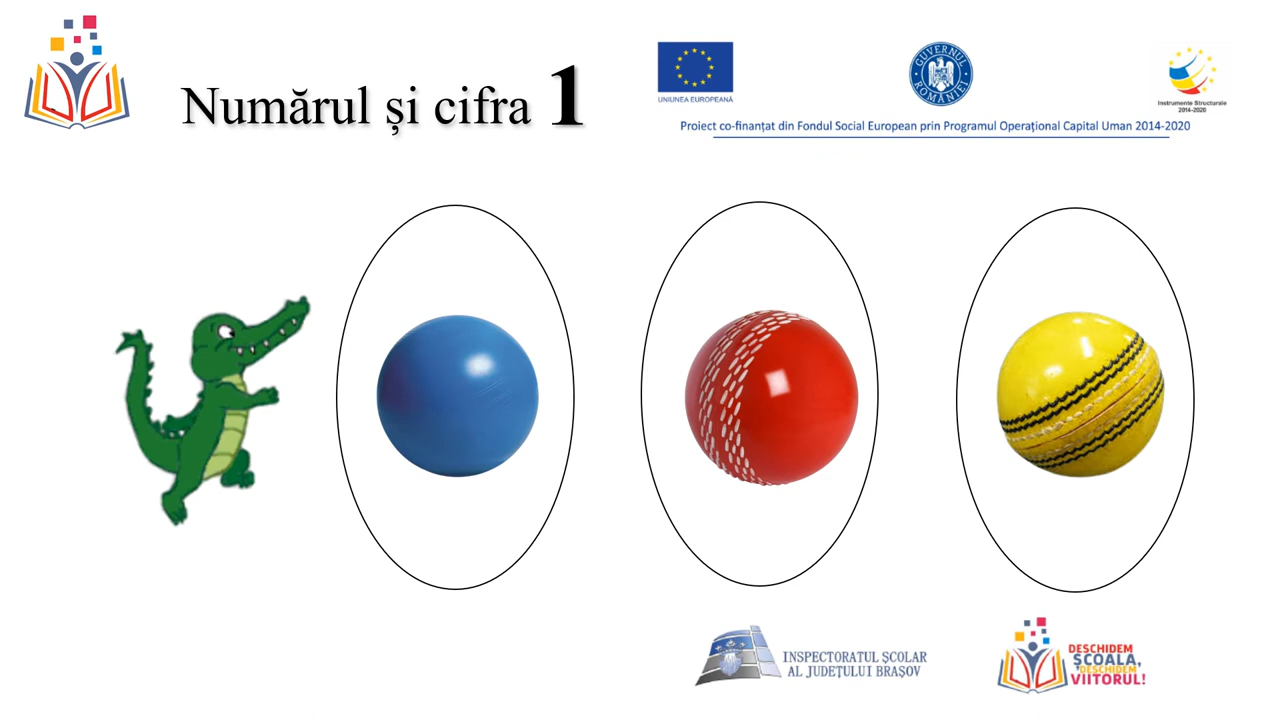 Numărul și cifra 1
UNIUNEA EUROPEANĂ
GUVERNUL ROMÂNIEI
Instrumente Structurale
2014-2020
Proiect co-finanțat din Fondul Social European prin Programul Operațional Capital Uman 2014-2020
INSPECTORATUL ȘCOLAR
AL JUDEȚULUI BRAȘOV
DESCHIDEM
ȘCOALA,
DESCHIDEM
VIITORUL!